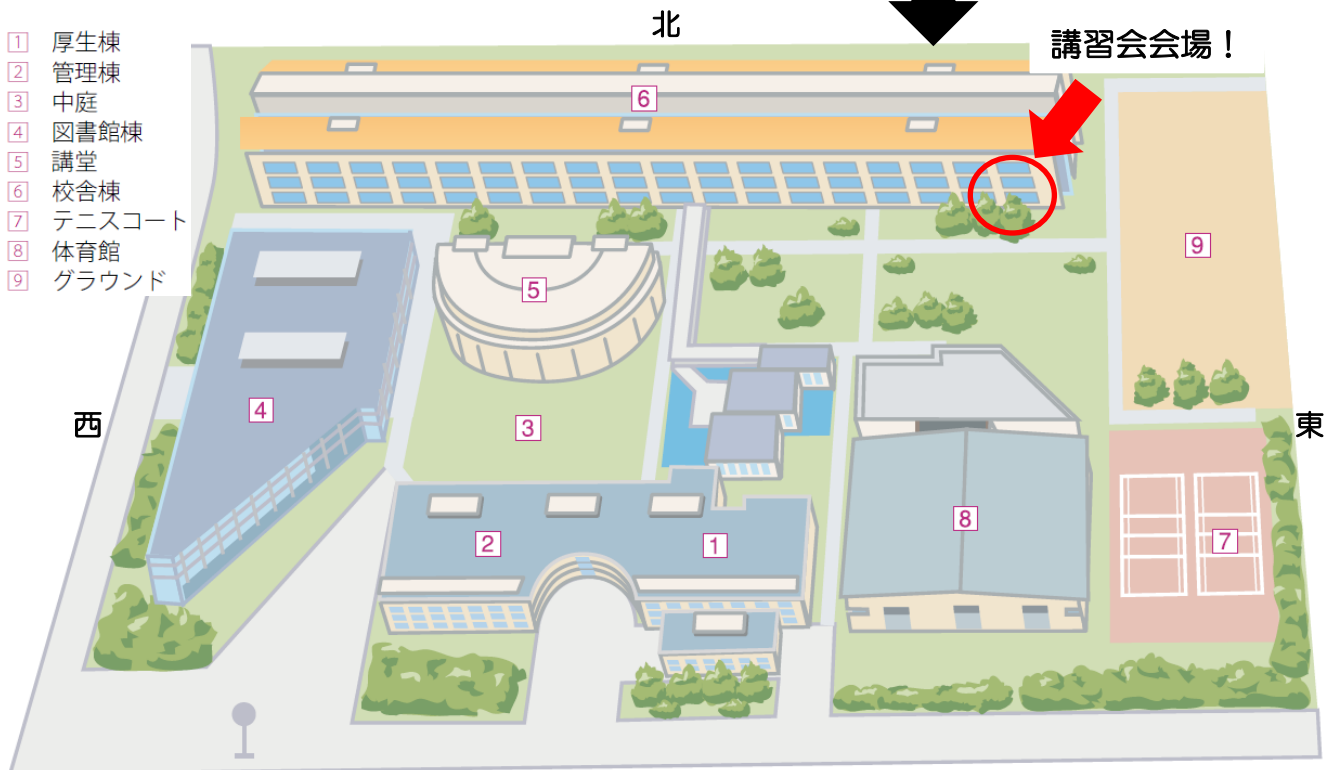 北
講習会会場！
1 厚生棟
2 管理棟
3 中庭
4 図書館棟
5 講堂
6 校舎棟
7 テニスコート
8 体育館
9 グラウンド
6
9
5
西
4
3
東
8
2
1
7